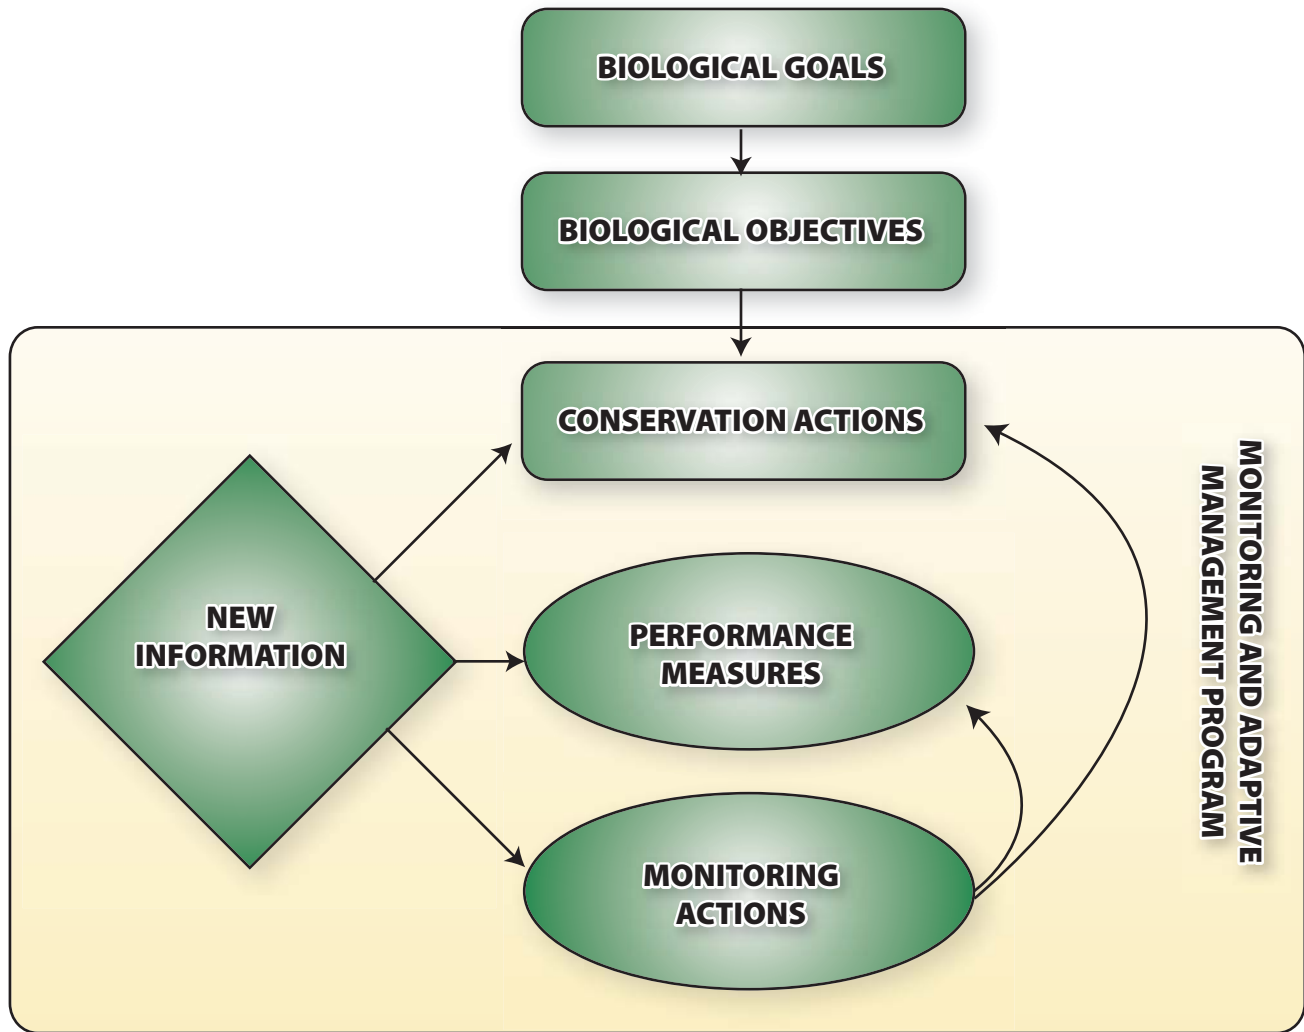 BIOLOGICAL GOALS
BIOLOGICAL OBJECTIVES
CONSERVATION ACTIONS
NEW
INFORMATION
PERFORMANCE
MEASURES
MONITORING
ACTIONS
MONITORING AND ADAPTIVE
MANAGEMENT PROGRAM